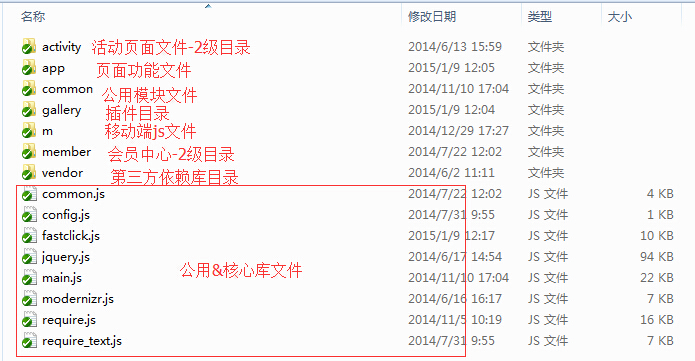 名称 修改日期 类型 大小
activity 活动页面文件-2级目录 2014/6/13 15:59 文件夹
app 页面功能文件 2015/1/9 12:05 文件夹
common 公用模块文件 2014/11/10 17:04 文件夹
gallery 插件目录 2015/1/9 12:04 文件夹
m 移动端js文件 2014/12/29 17:27 文件夹
member 会员中心-2级目录 2014/7/22 12:02 文件夹
vendor 第三方依赖库目录 2014/6/2 11:11 文件夹
common.js 2014/7/22 12:02 JS 文件 4 KB
config.js 2014/7/31 9:55 JS 文件 1 KB
fastclick.js 2015/1/9 12:17 JS 文件 10 KB
jquery.js 2014/6/17 14:54 JS 文件 94 KB
main.js 公用&核心库文件 2014/11/10 17:04 JS 文件 22 KB
modernizr.js 2014/6/16 16:17 JS 文件 7 KB
require.js 2014/11/5 10:19 JS 文件 16 KB
require_text.js 2014/7/31 9:55 JS 文件 7 KB